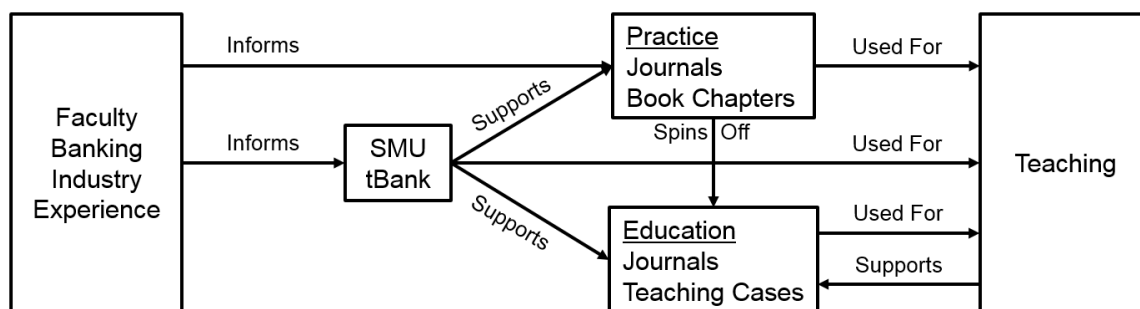 Faculty
Banking
Industry
Experience
Informs
Informs
SMU
tBank
Supports
Supports
Practice
Journals
Book Chapters
Spins Off
Education
Journals
Teaching Cases
Used For
Used For
Used For
Supports
Teaching